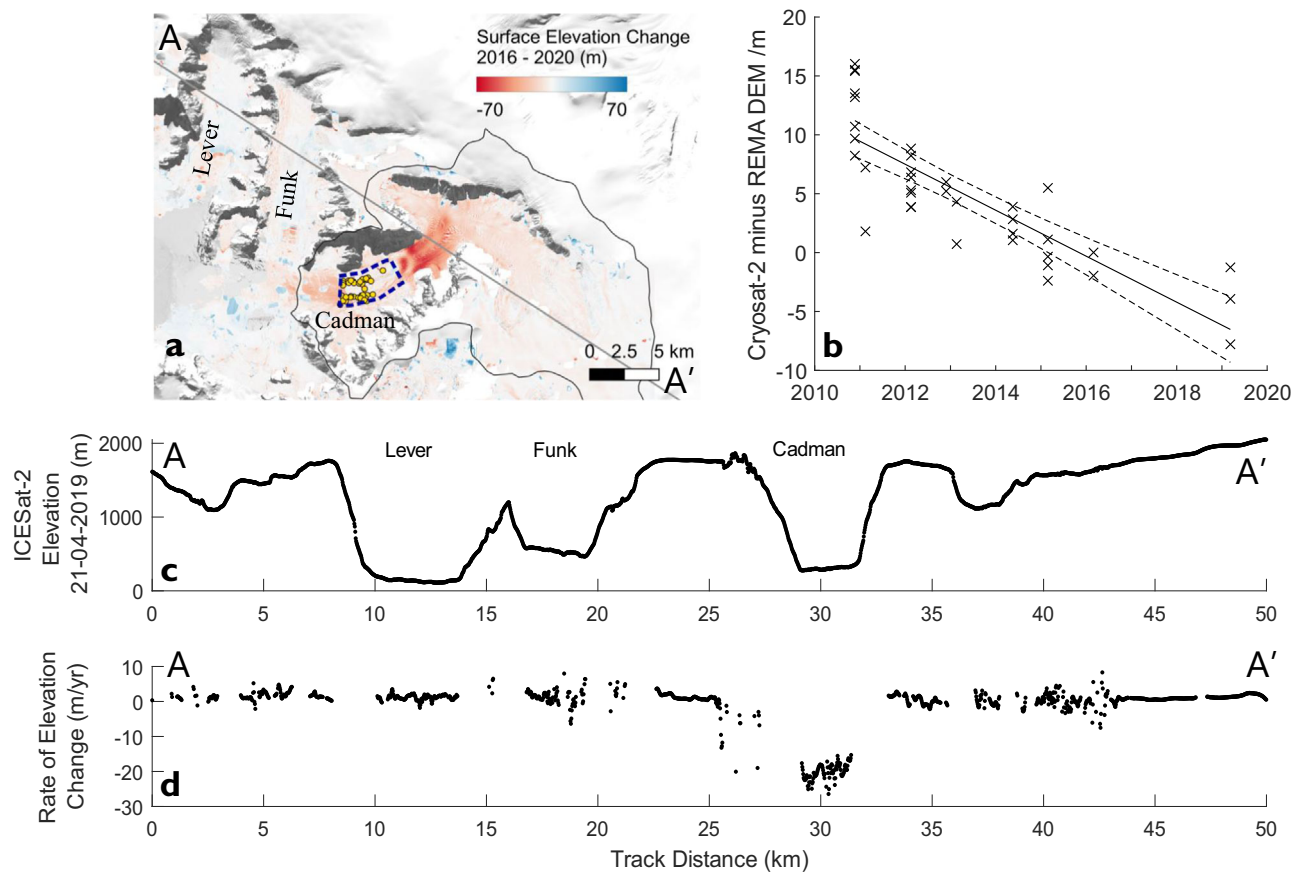 A
Surface Elevation Change
2016 - 2020 (m)
-70 70
Lever
Funk
Cadman
0 2.5 5 km
A'
a
Cryosat-2 minus REMA DEM /m
20
15
10
5
0
-5
-10
2010 2012 2014 2016 2018 2020
b
ICESat-2
Elevation
21-04-2019 (m)
2000
1000
0
A Lever Funk Cadman A'
c
0 5 10 15 20 25 30 35 40 45 50
Rate of Elevation
Change (m/yr)
10
0
-10
-20
-30
A A'
d
0 5 10 15 20 25 30 35 40 45 50
Track Distance (km)